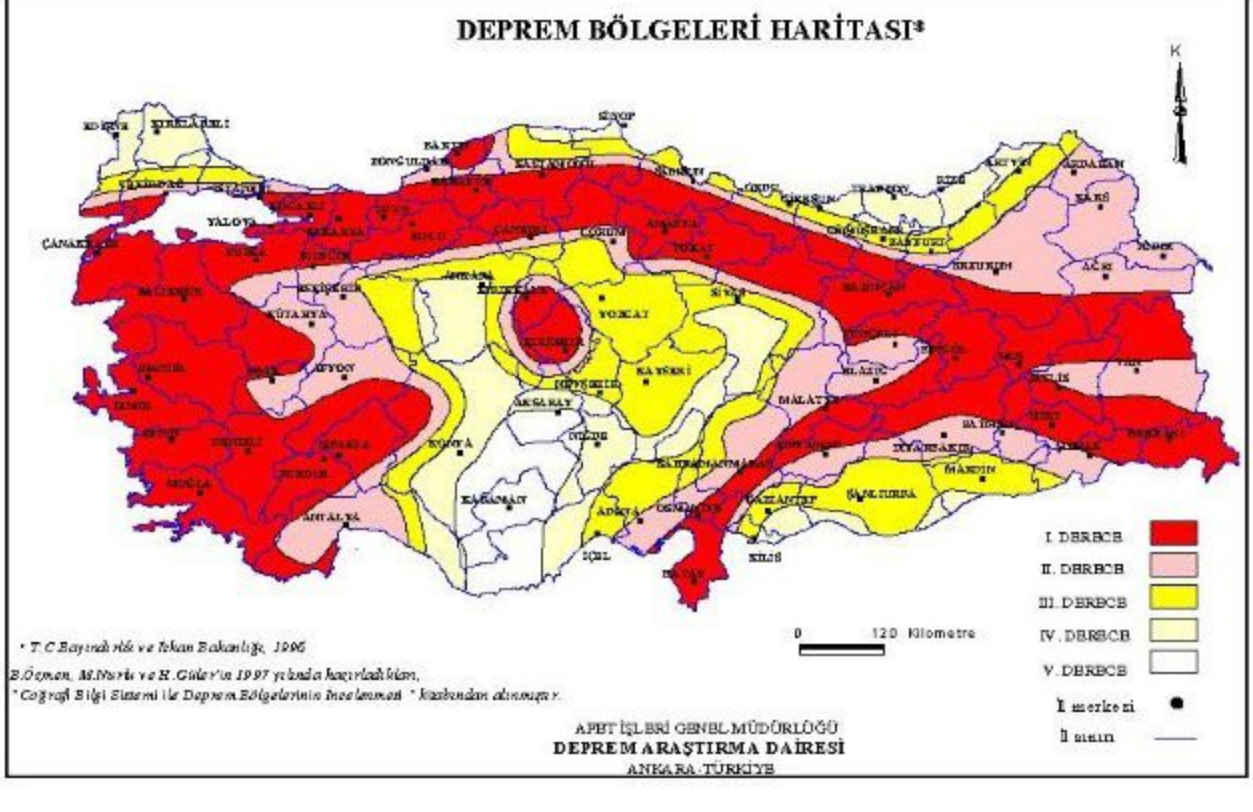 DEPREM BÖLGELERİ HARİTASI*
K
SİNOP
EDİRNE
KIRKLARELİ
BARTIN
ZONGULDAK
KASTAMONU
SAMSUN
ARTVİN
ARDAHAN
TEKİRDAĞ
İSTANBUL
ORDU
GİRESUN
TRABZON
RİZE
KARS
YALOVA
KOCAELİ
SAKARYA
BOLU
ÇANKIRI
ÇORUM
AMASYA
TOKAT
GÜMÜŞHANE
BAYBURT
ÇANAKKALE
BURSA
BİLECİK
ERZURUM
AĞRI
BALIKESİR
ESKİŞEHİR
ANKARA
KIRIKKALE
SİVAS
ERZİNCAN
KÜTAHYA
YOZGAT
KIRŞEHİR
TUNCELİ
BİNGÖL
MUŞ
VAN
MANİSA
UŞAK
AFYON
NEVŞEHİR
KAYSERİ
ELAZIĞ
BİTLİS
İZMİR
AKSARAY
MALATYA
AYDIN
DENİZLİ
ISPARTA
KONYA
NİĞDE
ADIYAMAN
DİYARBAKIR
BATMAN
SİİRT
ŞIRNAK
HAKKARİ
BURDUR
KAHRAMANMARAŞ
MARDİN
MUĞLA
KARAMAN
GAZİANTEP
ŞANLIURFA
ANTALYA
ADANA
OSMANİYE
İÇEL
KİLİS
HATAY
I. DERECE
II. DERECE
III. DERECE
IV. DERECE
V. DERECE
İl merkezi
İl sınırı
0 120 Kilometre
* T.C Bayındırlık ve İskan Bakanlığı, 1996
B.Özmen, M.Nurlu ve H.Güler'in 1997 yılında hazırladıkları,
"Coğrafi Bilgi Sistemi ile Deprem Bölgelerinin İncelenmesi " kitabından alınmıştır.
AFET İŞLERİ GENEL MÜDÜRLÜĞÜ
DEPREM ARAŞTIRMA DAİRESİ
ANKARA-TÜRKİYE